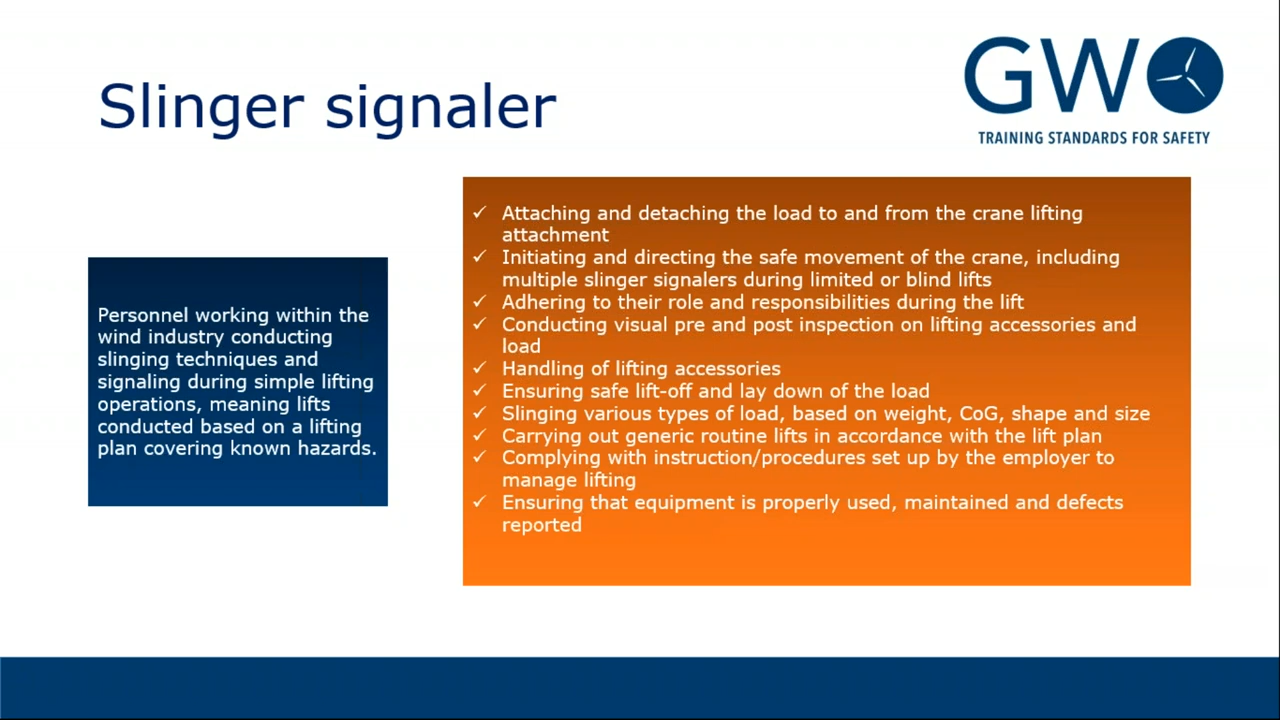 Slinger signaler
GWO
TRAINING STANDARDS FOR SAFETY
Personnel working within the
wind industry conducting
slinging techniques and
signaling during simple lifting
operations, meaning lifts
conducted based on a lifting
plan covering known hazards.
✓ Attaching and detaching the load to and from the crane lifting
attachment
✓ Initiating and directing the safe movement of the crane, including
multiple slinger signalers during limited or blind lifts
✓ Adhering to their role and responsibilities during the lift
✓ Conducting visual pre and post inspection on lifting accessories and
load
✓ Handling of lifting accessories
✓ Ensuring safe lift-off and lay down of the load
✓ Slinging various types of load, based on weight, CoG, shape and size
✓ Carrying out generic routine lifts in accordance with the lift plan
✓ Complying with instruction/procedures set up by the employer to
manage lifting
✓ Ensuring that equipment is properly used, maintained and defects
reported